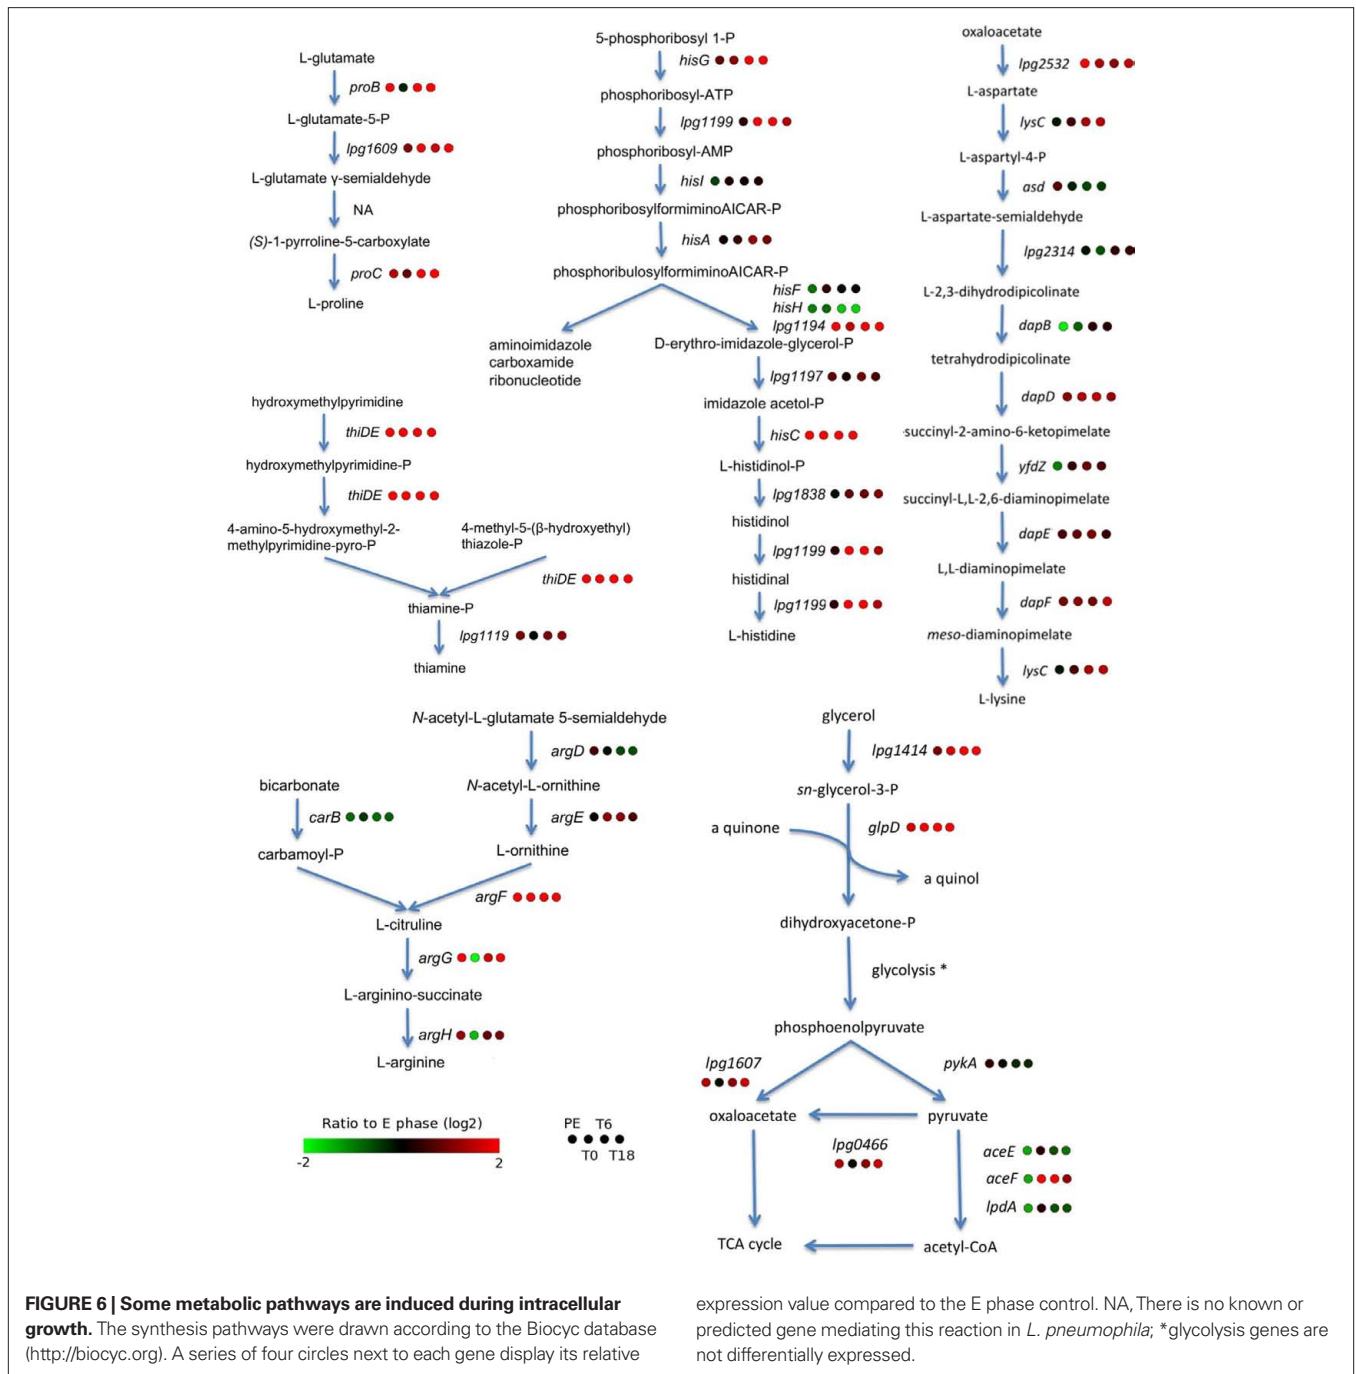 L-glutamate
proB
L-glutamate-5-P
lpg1609
L-glutamate γ-semialdehyde
NA
(S)-1-pyrroline-5-carboxylate
proC
L-proline
5-phosphoribosyl 1-P
hisG
phosphoribosyl-ATP
lpg1199
phosphoribosyl-AMP
hisI
phosphoribosylformiminoAICAR-P
hisA
phosphoribulosylformiminoAICAR-P
hisF
hisH
lpg1194
aminoimidazole
carboxamide
ribonucleotide
D-erythro-imidazole-glycerol-P
lpg1197
imidazole acetol-P
hisC
L-histidinol-P
lpg1838
histidinol
lpg1199
histidinal
lpg1199
L-histidine
oxaloacetate
lpg2532
L-aspartate
lysC
L-aspartyl-4-P
asd
L-aspartate-semialdehyde
lpg2314
L-2,3-dihydrodipicolinate
dapB
tetrahydrodipicolinate
dapD
-succinyl-2-amino-6-ketopimelate
yfdZ
succinyl-L,L-2,6-diaminopimelate
dapE
L,L-diaminopimelate
dapF
meso-diaminopimelate
lysC
L-lysine
hydroxymethylpyrimidine
thiDE
hydroxymethylpyrimidine-P
thiDE
4-amino-5-hydroxymethyl-2-
methylpyrimidine-pyro-P
4-methyl-5-(β-hydroxyethyl)
thiazole-P
thiDE
thiamine-P
lpg1119
thiamine
N-acetyl-L-glutamate 5-semialdehyde
argD
bicarbonate
N-acetyl-L-ornithine
carB
argE
carbamoyl-P
L-ornithine
argF
L-citruline
argG
L-arginino-succinate
argH
L-arginine
glycerol
lpg1414
sn-glycerol-3-P
a quinone
glpD
a quinol
dihydroxyacetone-P
glycolysis *
phosphoenolpyruvate
lpg1607
pykA
oxaloacetate
pyruvate
lpg0466
aceE
aceF
lpdA
TCA cycle
acetyl-CoA
Ratio to E phase (log2)
-2 2
PE T6
T0 T18
FIGURE 6 | Some metabolic pathways are induced during intracellular
growth. The synthesis pathways were drawn according to the Biocyc database
(http://biocyc.org). A series of four circles next to each gene display its relative
expression value compared to the E phase control. NA, There is no known or
predicted gene mediating this reaction in L. pneumophila; *glycolysis genes are
not differentially expressed.